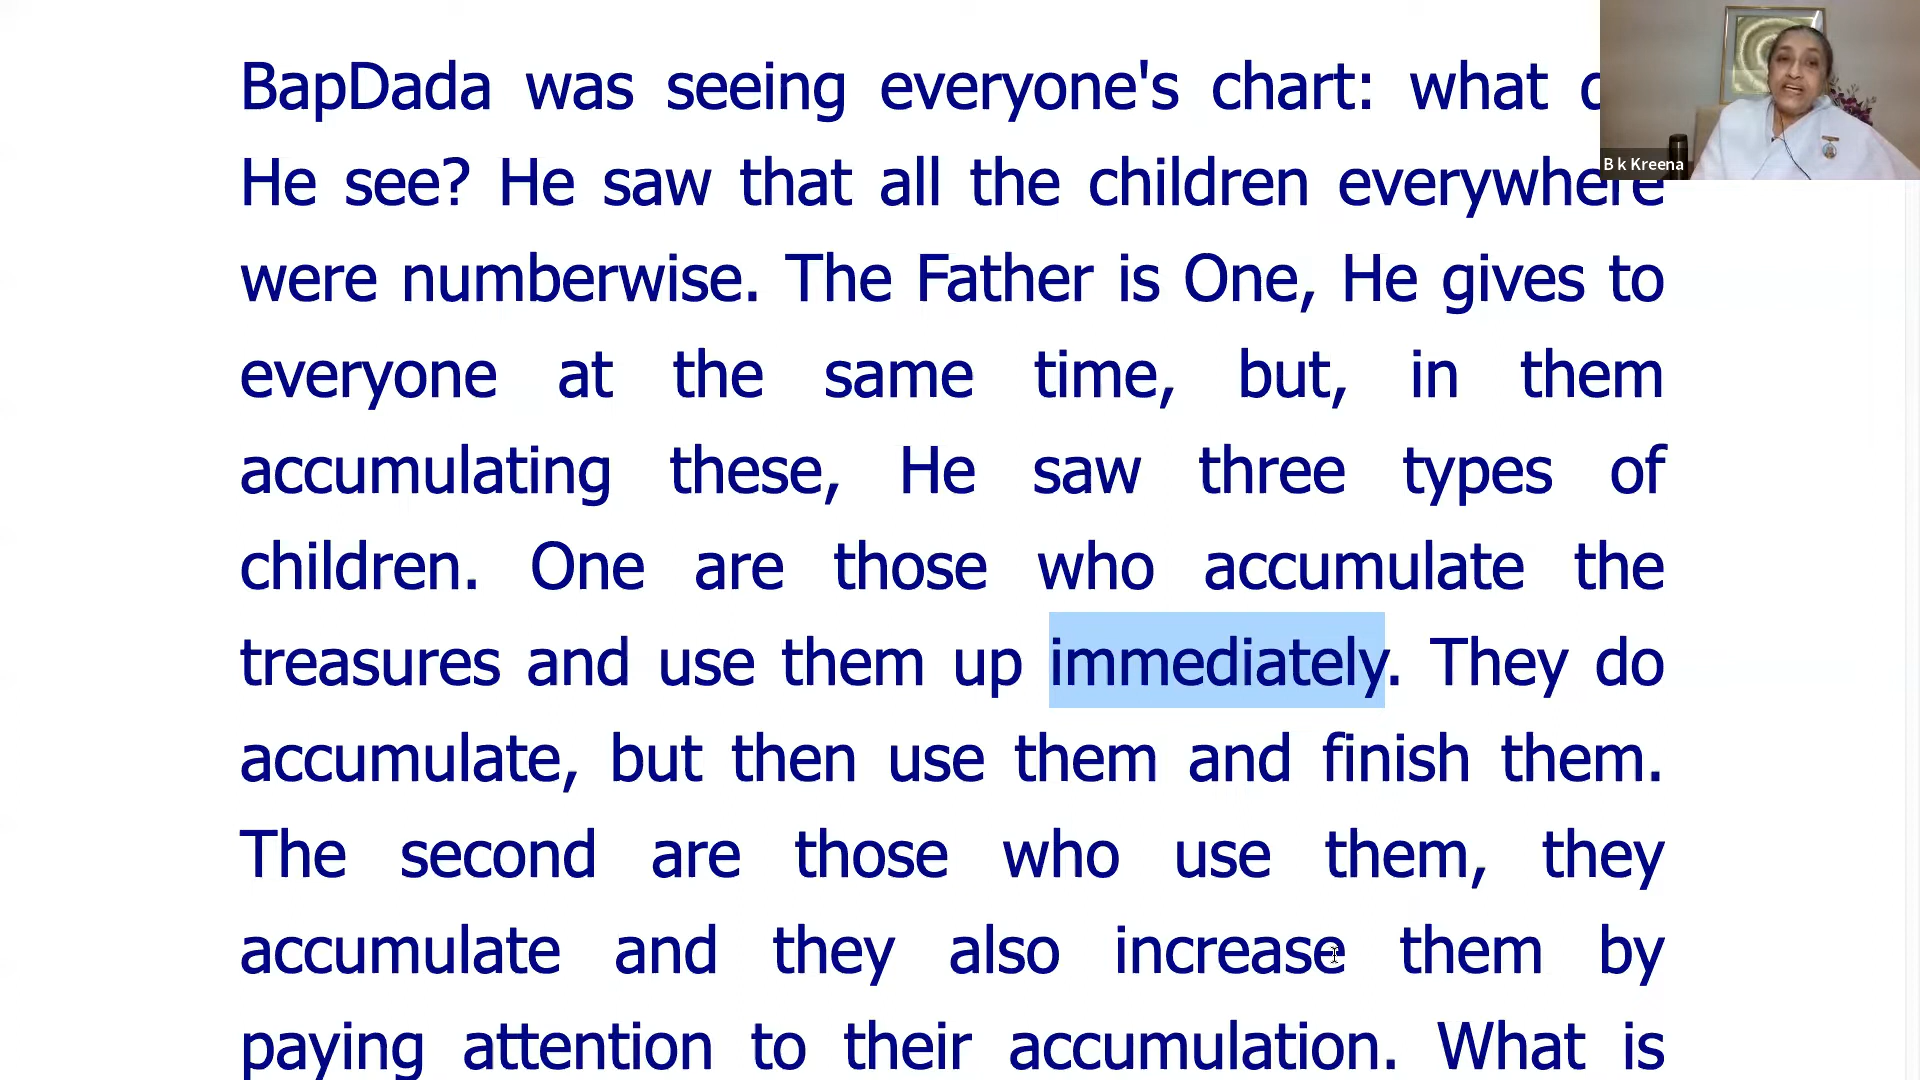 BapDada was seeing everyone's chart: what
He see? He saw that all the children everywhere
were numberwise. The Father is One, He gives to
everyone at the same time, but, in them
accumulating these, He saw three types of
children. One are those who accumulate the
treasures and use them up immediately. They do
accumulate, but then use them and finish them.
The second are those who use them, they
accumulate and they also increase them by
paying attention to their accumulation. What is
B k Kreena